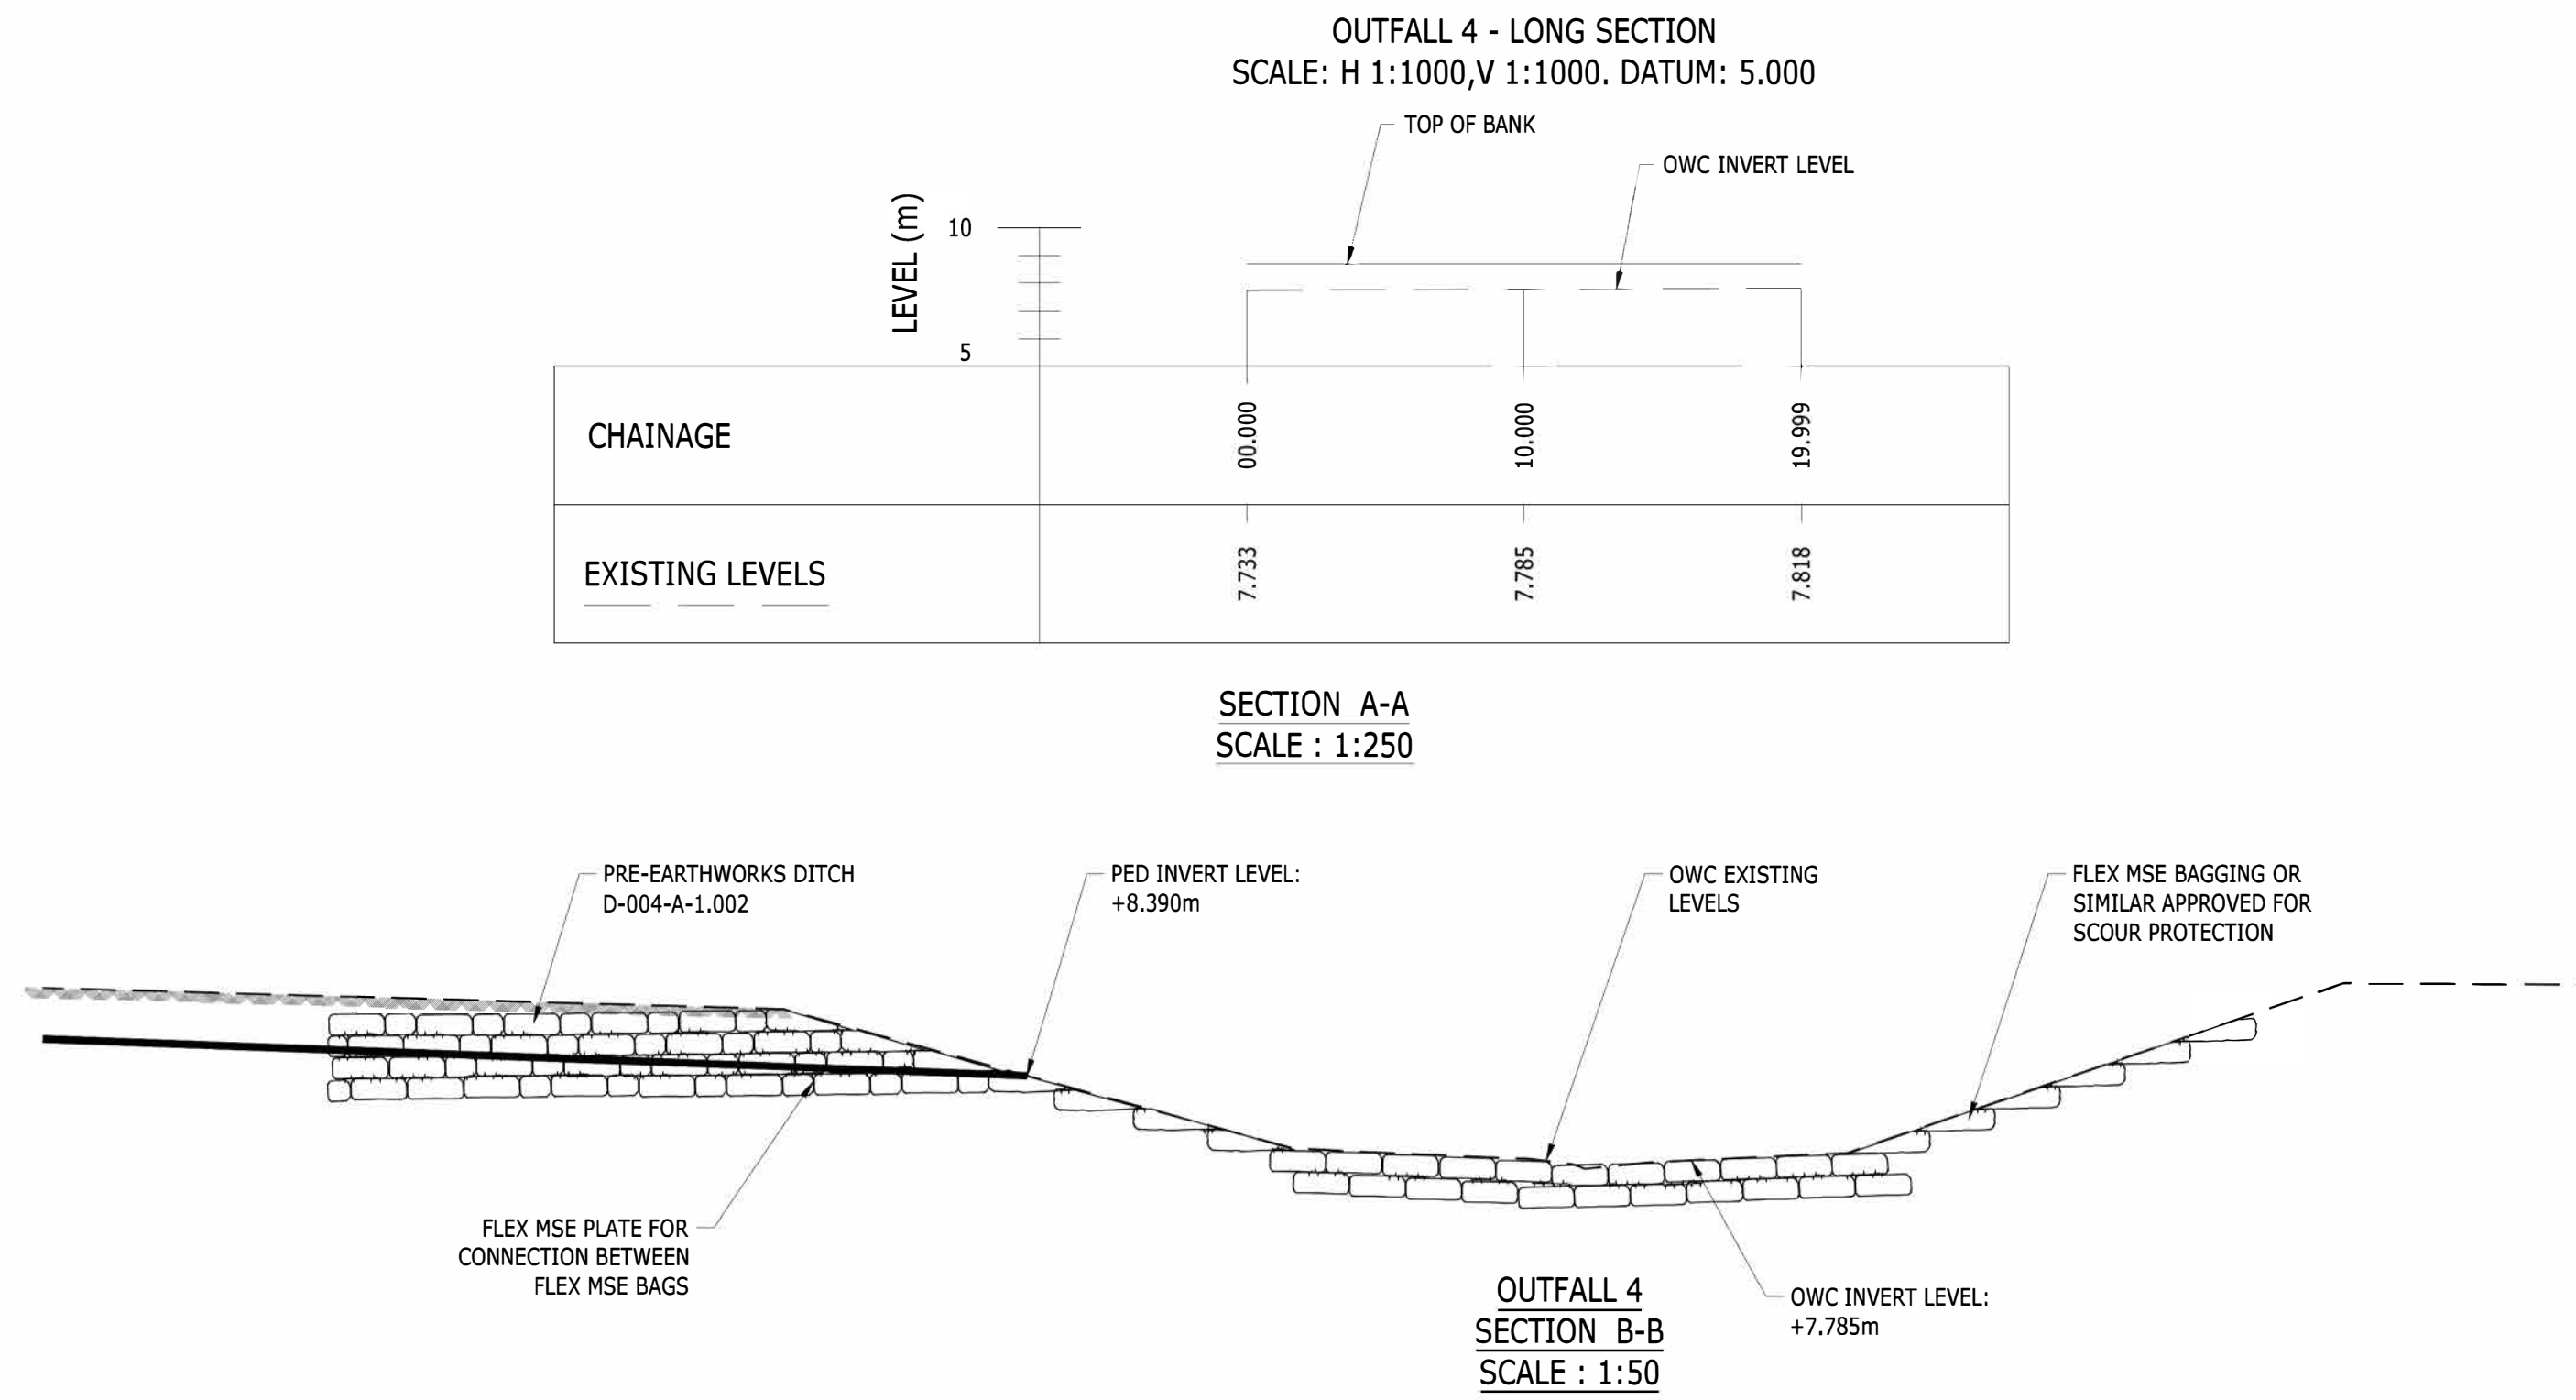 OUTFALL 4 - LONG SECTION
SCALE: H 1:1000,V 1:1000. DATUM: 5.000
TOP OF BANK
OWC INVERT LEVEL
LEVEL (m)
10
5
CHAINAGE
00.000
10.000
19.999
EXISTING LEVELS
7.733
7.785
7.818
SECTION A-A
SCALE : 1:250
PRE-EARTHWORKS DITCH
D-004-A-1.002
PED INVERT LEVEL:
+8.390m
OWC EXISTING
LEVELS
FLEX MSE BAGGING OR
SIMILAR APPROVED FOR
SCOUR PROTECTION
FLEX MSE PLATE FOR
CONNECTION BETWEEN
FLEX MSE BAGS
OWC INVERT LEVEL:
+7.785m
OUTFALL 4
SECTION B-B
SCALE : 1:50